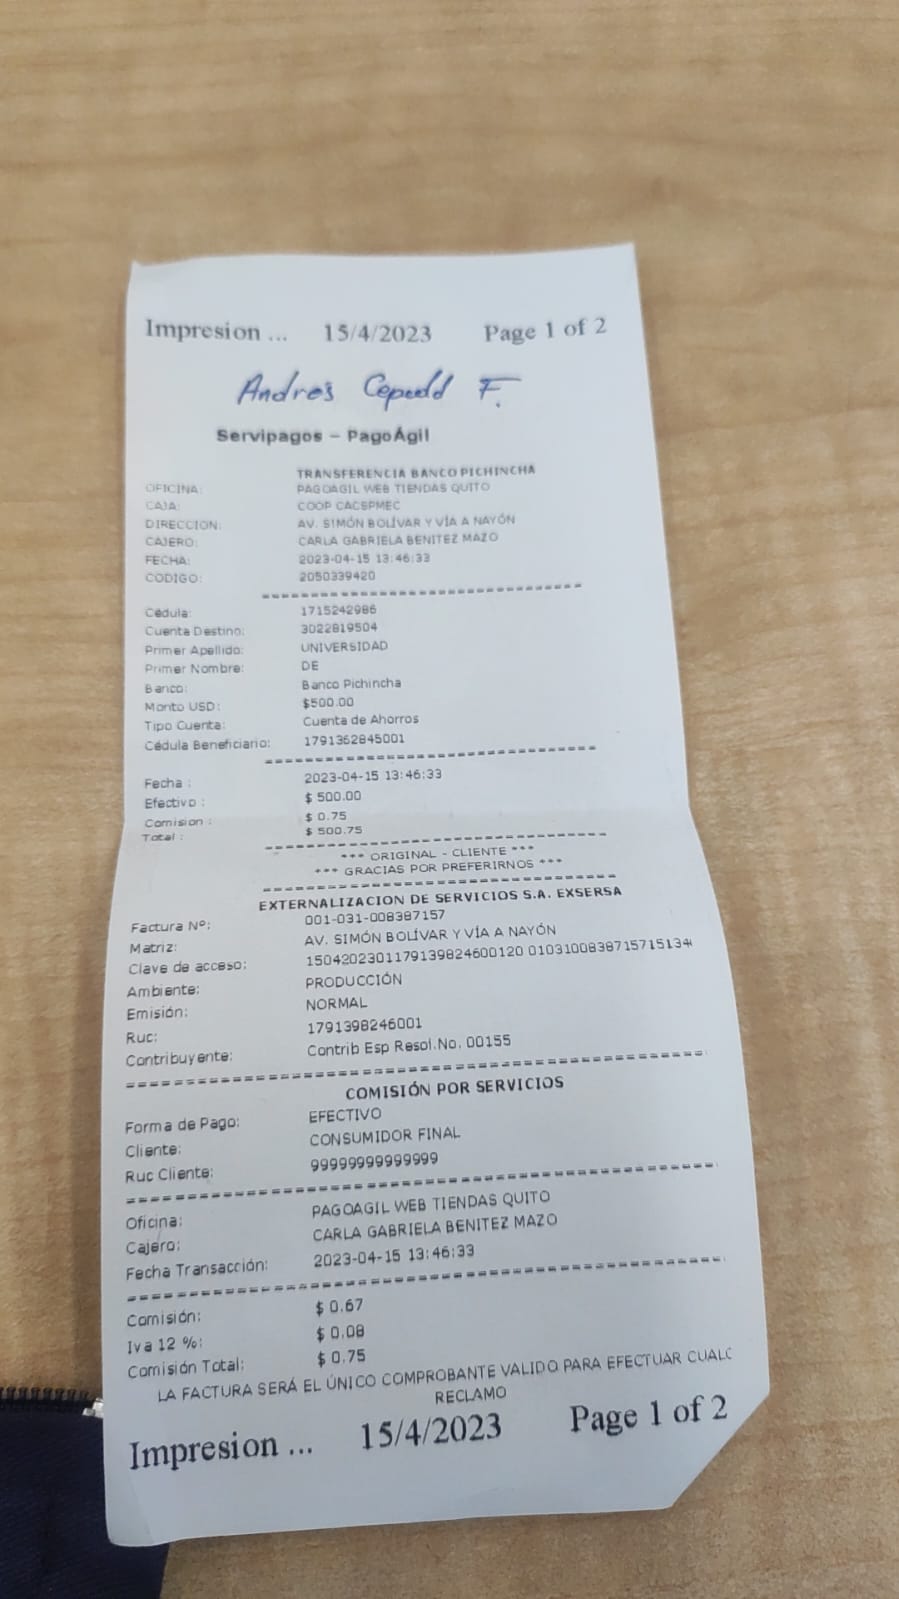 Impresion ... 15/4/2023 Page 1 of 2
Andrés F.
Servipagos - PagoÁgil
TRANSFERENCIA BANCO PICHINCHA
OFICINA: PAGOAGIL WEB TIENDAS QUITO
CAJA: COOP CACSPMEC
DIRECCION: AV. SIMÓN BOLÍVAR Y VÍA A NAYÓN
CAJERO: CARLA GABRIELA BENITEZ MAZO
FECHA: 2023-04-15 13:46:33
CODIGO: 2050339420
Cédula: 1715242986
Cuenta Destino: 3022819504
Primer Apellido: UNIVERSIDAD
Primer Nombre: DE
Banco: Banco Pichincha
Monto USD: $500.00
Tipo Cuenta: Cuenta de Ahorros
Cédula Beneficiario: 1791362845001
Fecha : 2023-04-15 13:46:33
Efectivo : $ 500.00
Comision : $ 0.75
Total : $ 500.75
*** ORIGINAL - CLIENTE ***
*** GRACIAS POR PREFERIRNOS ***
EXTERNALIZACION DE SERVICIOS S.A. EXSERSA
Factura Nº: 001-031-008387157
Matriz: AV. SIMÓN BOLÍVAR Y VÍA A NAYÓN
Clave de acceso: 1504202301179139824600120 010310083871571513
Ambiente: PRODUCCIÓN
Emisión: NORMAL
Ruc: 1791398246001
Contribuyente: Contrib Esp Resol.No. 00155
COMISIÓN POR SERVICIOS
Forma de Pago: EFECTIVO
Cliente: CONSUMIDOR FINAL
Ruc Cliente: 99999999999999
Oficina: PAGOAGIL WEB TIENDAS QUITO
Cajero: CARLA GABRIELA BENITEZ MAZO
Fecha Transacción: 2023-04-15 13:46:33
Comisión: $ 0.67
Iva 12 %: $ 0.08
Comisión Total: $ 0.75
LA FACTURA SERÁ EL ÚNICO COMPROBANTE VALIDO PARA EFECTUAR CUALC
RECLAMO
Impresion ... 15/4/2023 Page 1 of 2